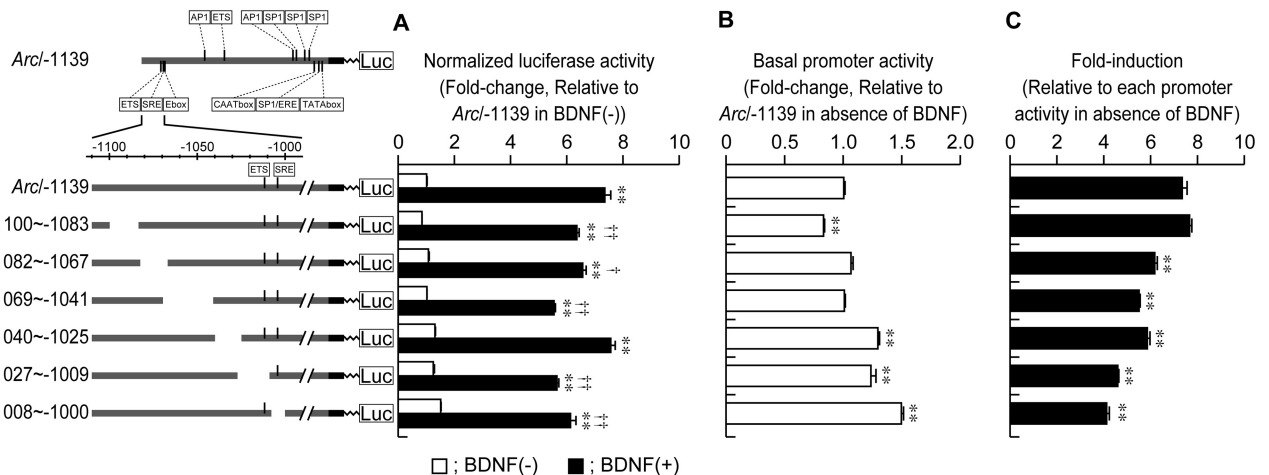 AP1 ETS AP1 SP1 SP1 SP1
Arc/-1139
Luc
ETS SRE Ebox
CAATbox SP1/ERE TATAbox
-1100 -1050 -1000
ETS SRE
Arc/-1139 Luc
100~-1083 Luc
082~-1067 Luc
069~-1041 Luc
040~-1025 Luc
027~-1009 Luc
008~-1000 Luc
A
Normalized luciferase activity
(Fold-change, Relative to
Arc/-1139 in BDNF(-))
0 2 4 6 8 10
**
** ‡
** †
** ‡
**
** ‡
** ‡
; BDNF(-) ; BDNF(+)
B
Basal promoter activity
(Fold-change, Relative to
Arc/-1139 in absence of BDNF)
0 0.5 1.0 1.5 2.0
**
**
**
**
C
Fold-induction
(Relative to each promoter
activity in absence of BDNF)
0 2 4 6 8 10
**
**
**
**
**